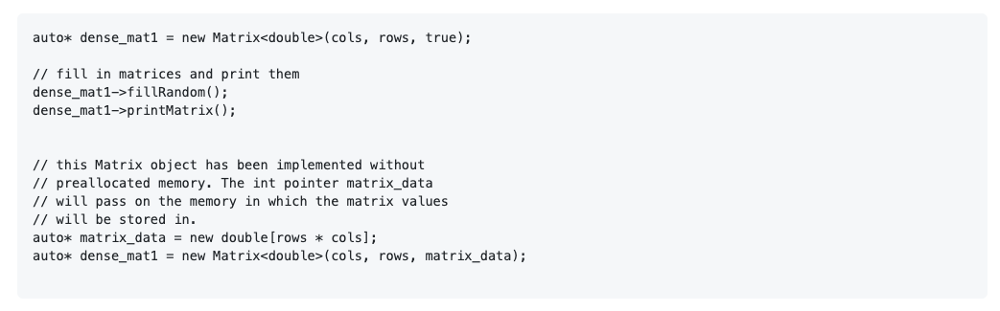 auto* dense_mat1 = new Matrix<double>(cols, rows, true);
// fill in matrices and print them
dense_mat1->fillRandom();
dense_mat1->printMatrix();
// this Matrix object has been implemented without
// preallocated memory. The int pointer matrix_data
// will pass on the memory in which the matrix values
// will be stored in.
auto* matrix_data = new double[rows * cols];
auto* dense_mat1 = new Matrix<double>(cols, rows, matrix_data);